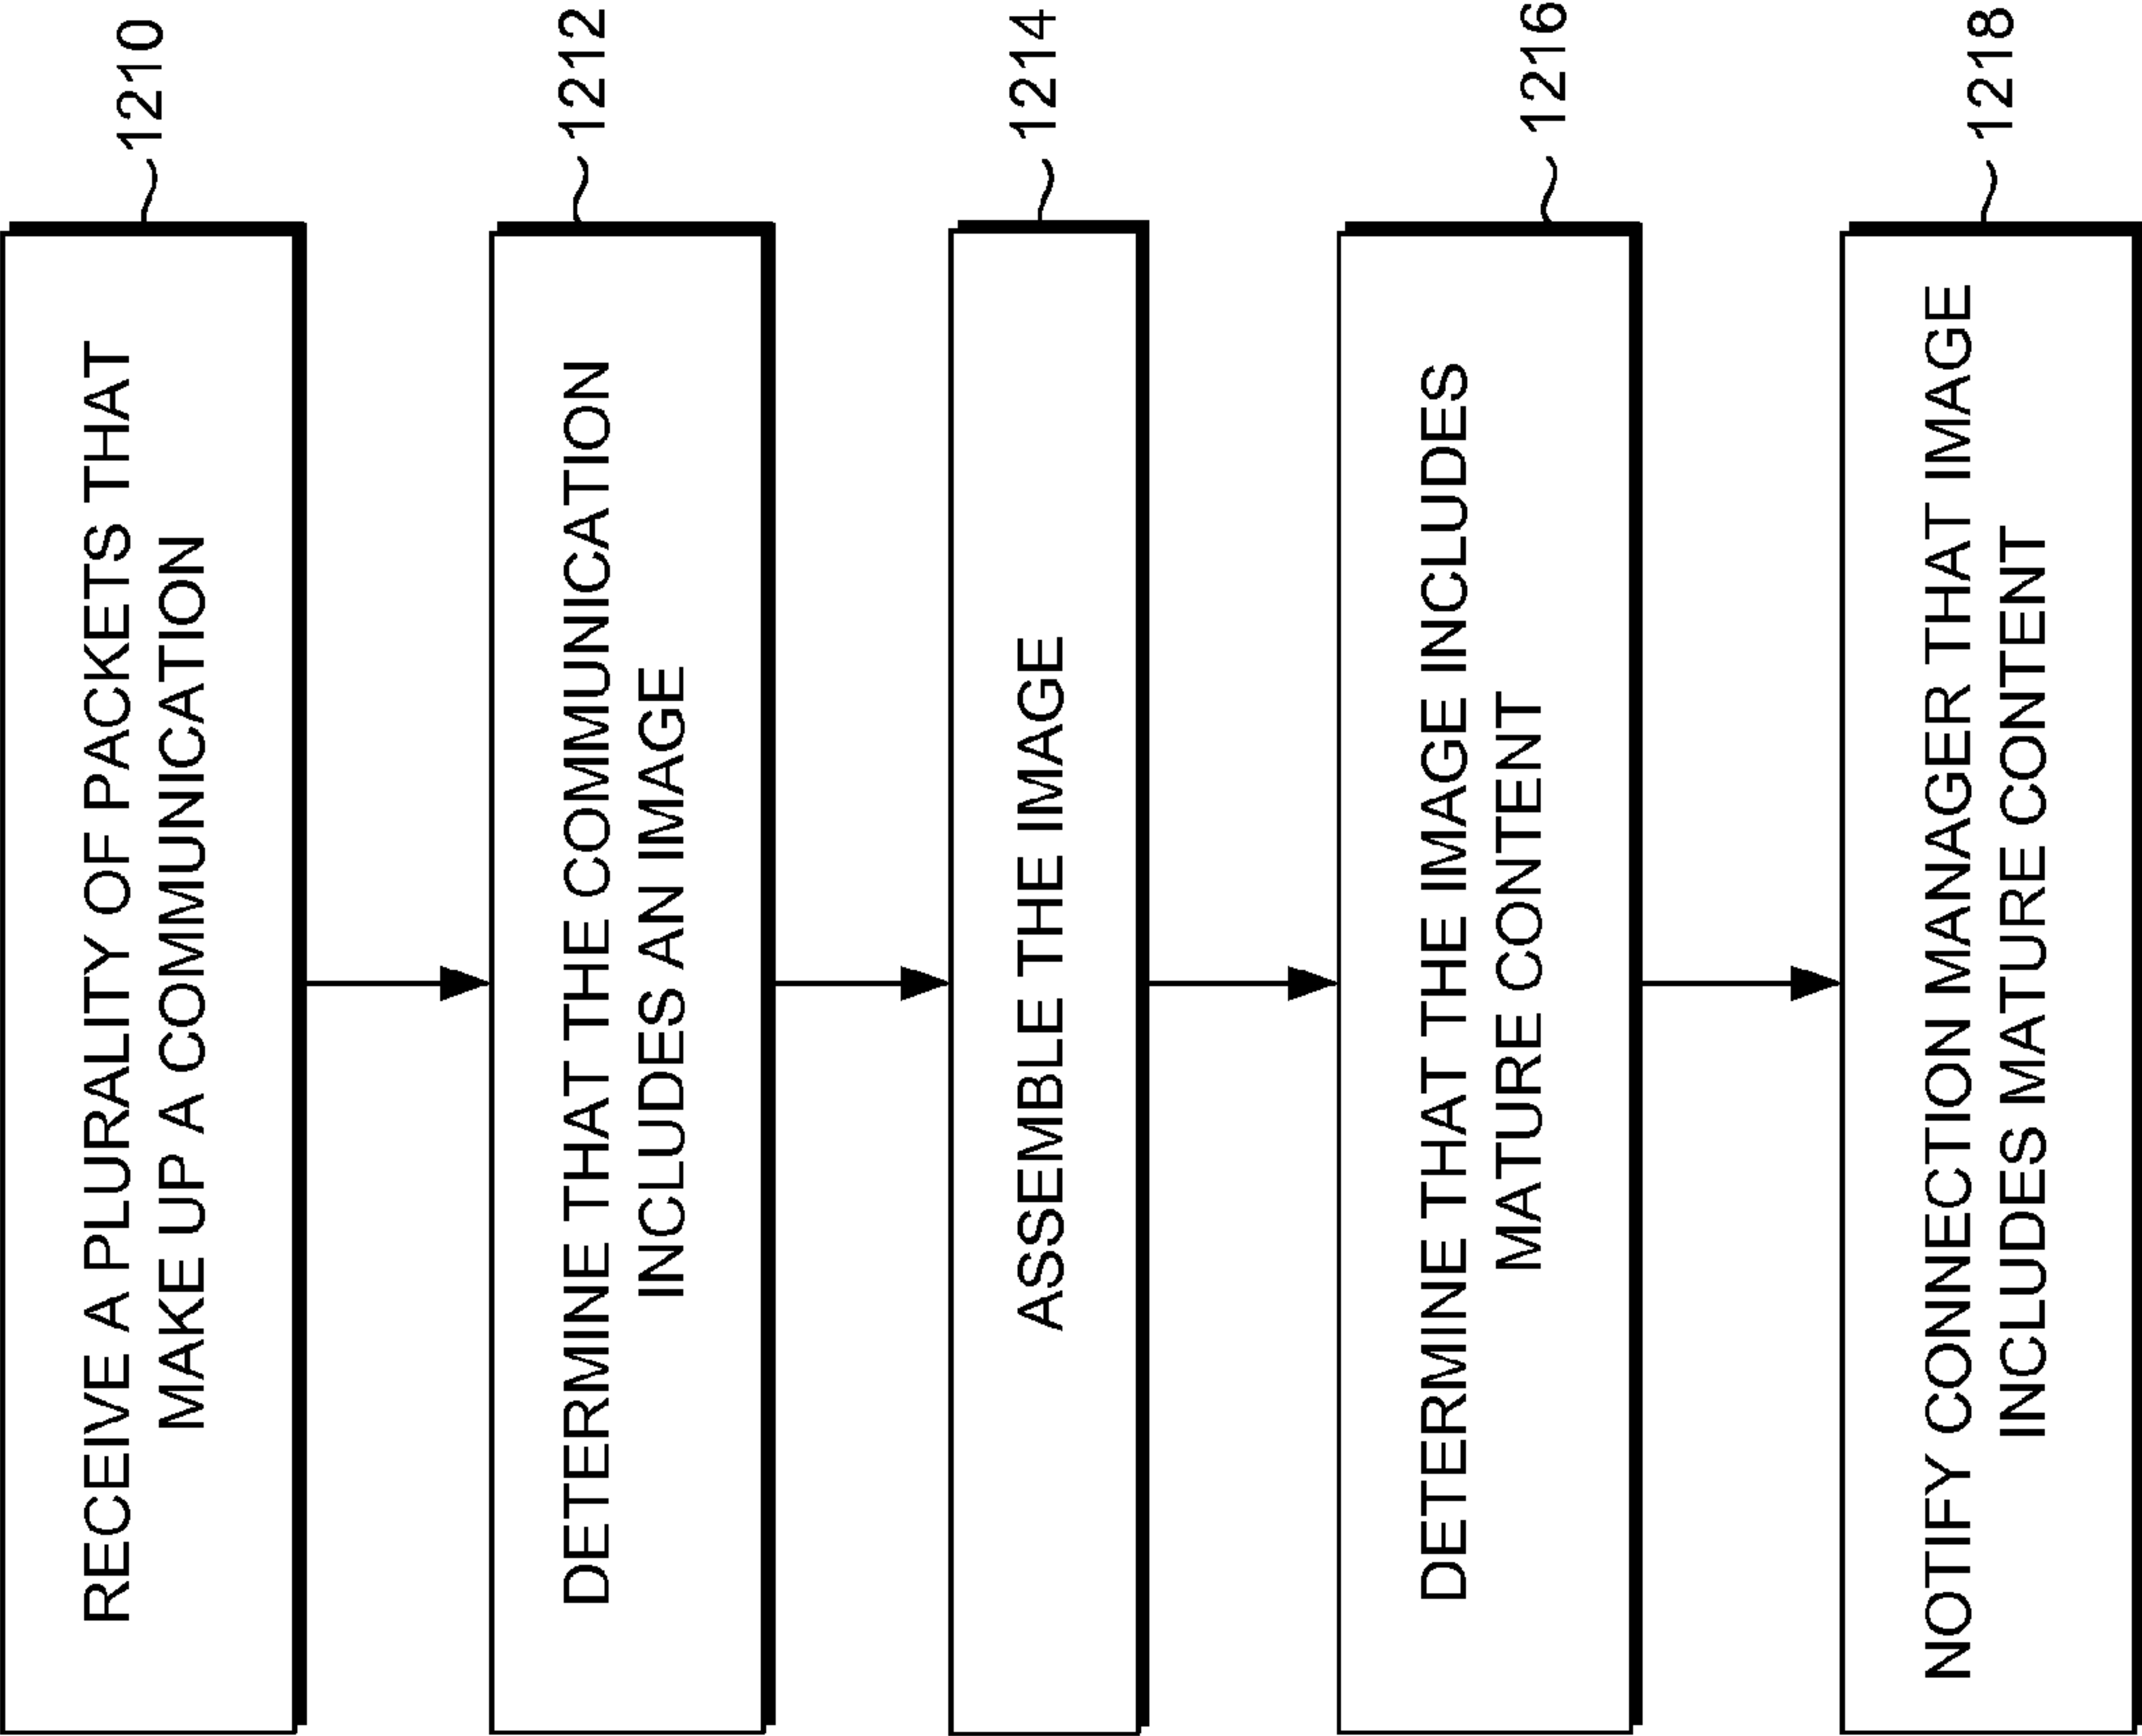 RECEIVE A PLURALITY OF PACKETS THAT
MAKE UP A COMMUNICATION
1210
DETERMINE THAT THE COMMUNICATION
INCLUDES AN IMAGE
1212
ASSEMBLE THE IMAGE
1214
DETERMINE THAT THE IMAGE INCLUDES
MATURE CONTENT
1216
NOTIFY CONNECTION MANAGER THAT IMAGE
INCLUDES MATURE CONTENT
1218